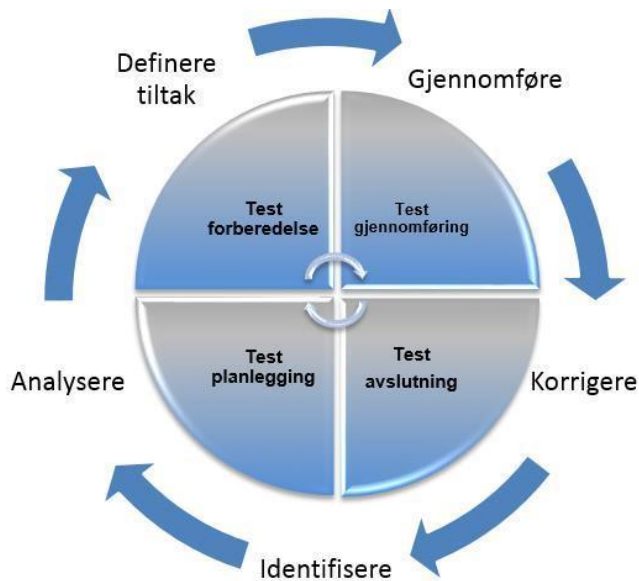 Definere
tiltak
Gjennomføre
Test
forberedelse
Test
gjennomføring
Analysere
Test
planlegging
Test
avslutning
Korrigere
Identifisere